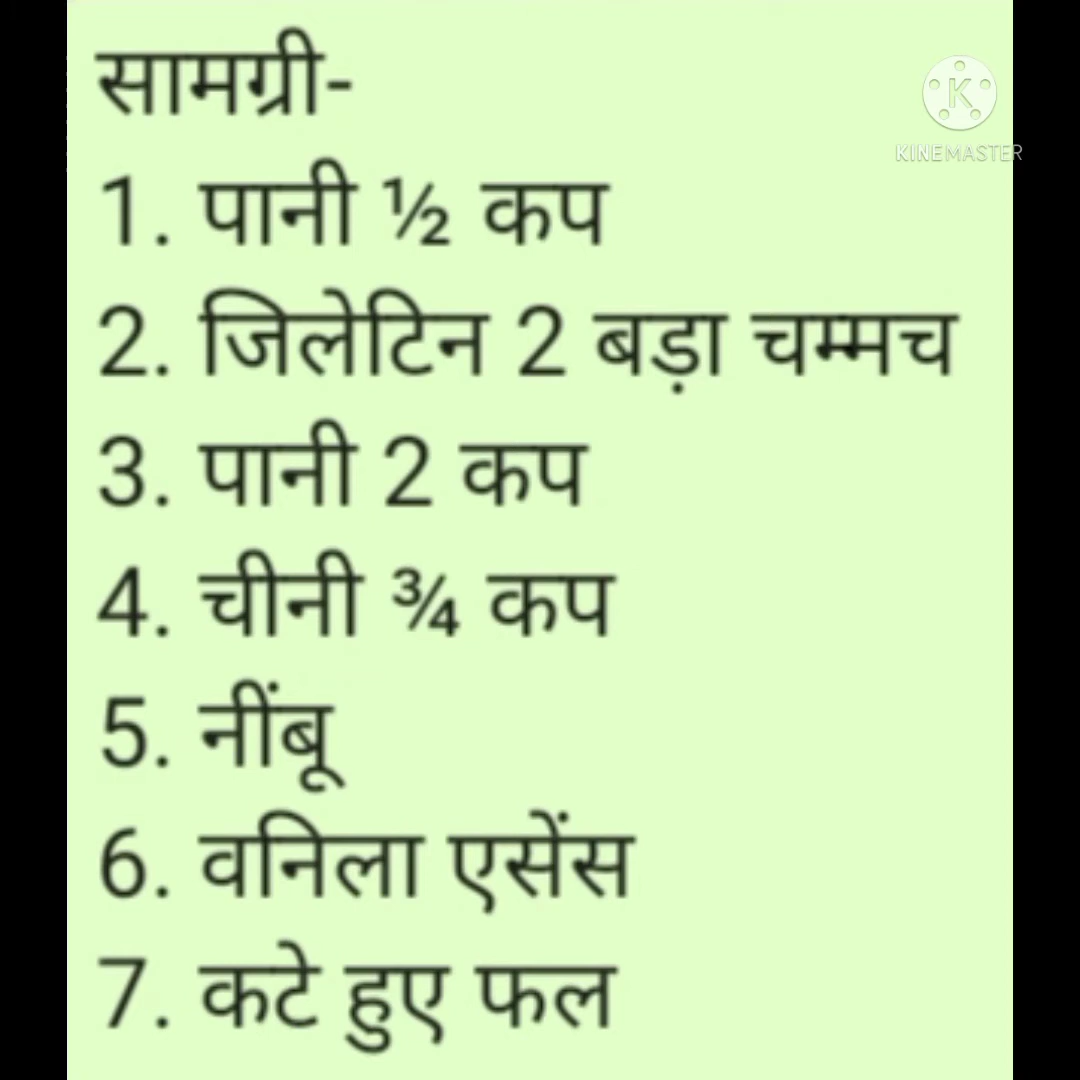 सामग्री-
K
KINEMASTER
1. पानी ½ कप
2. जिलेटिन 2 बड़ा चम्मच
3. पानी 2 कप
4. चीनी ¾ कप
5. नींबू
6. वनिला एसेंस
7. कटे हुए फल